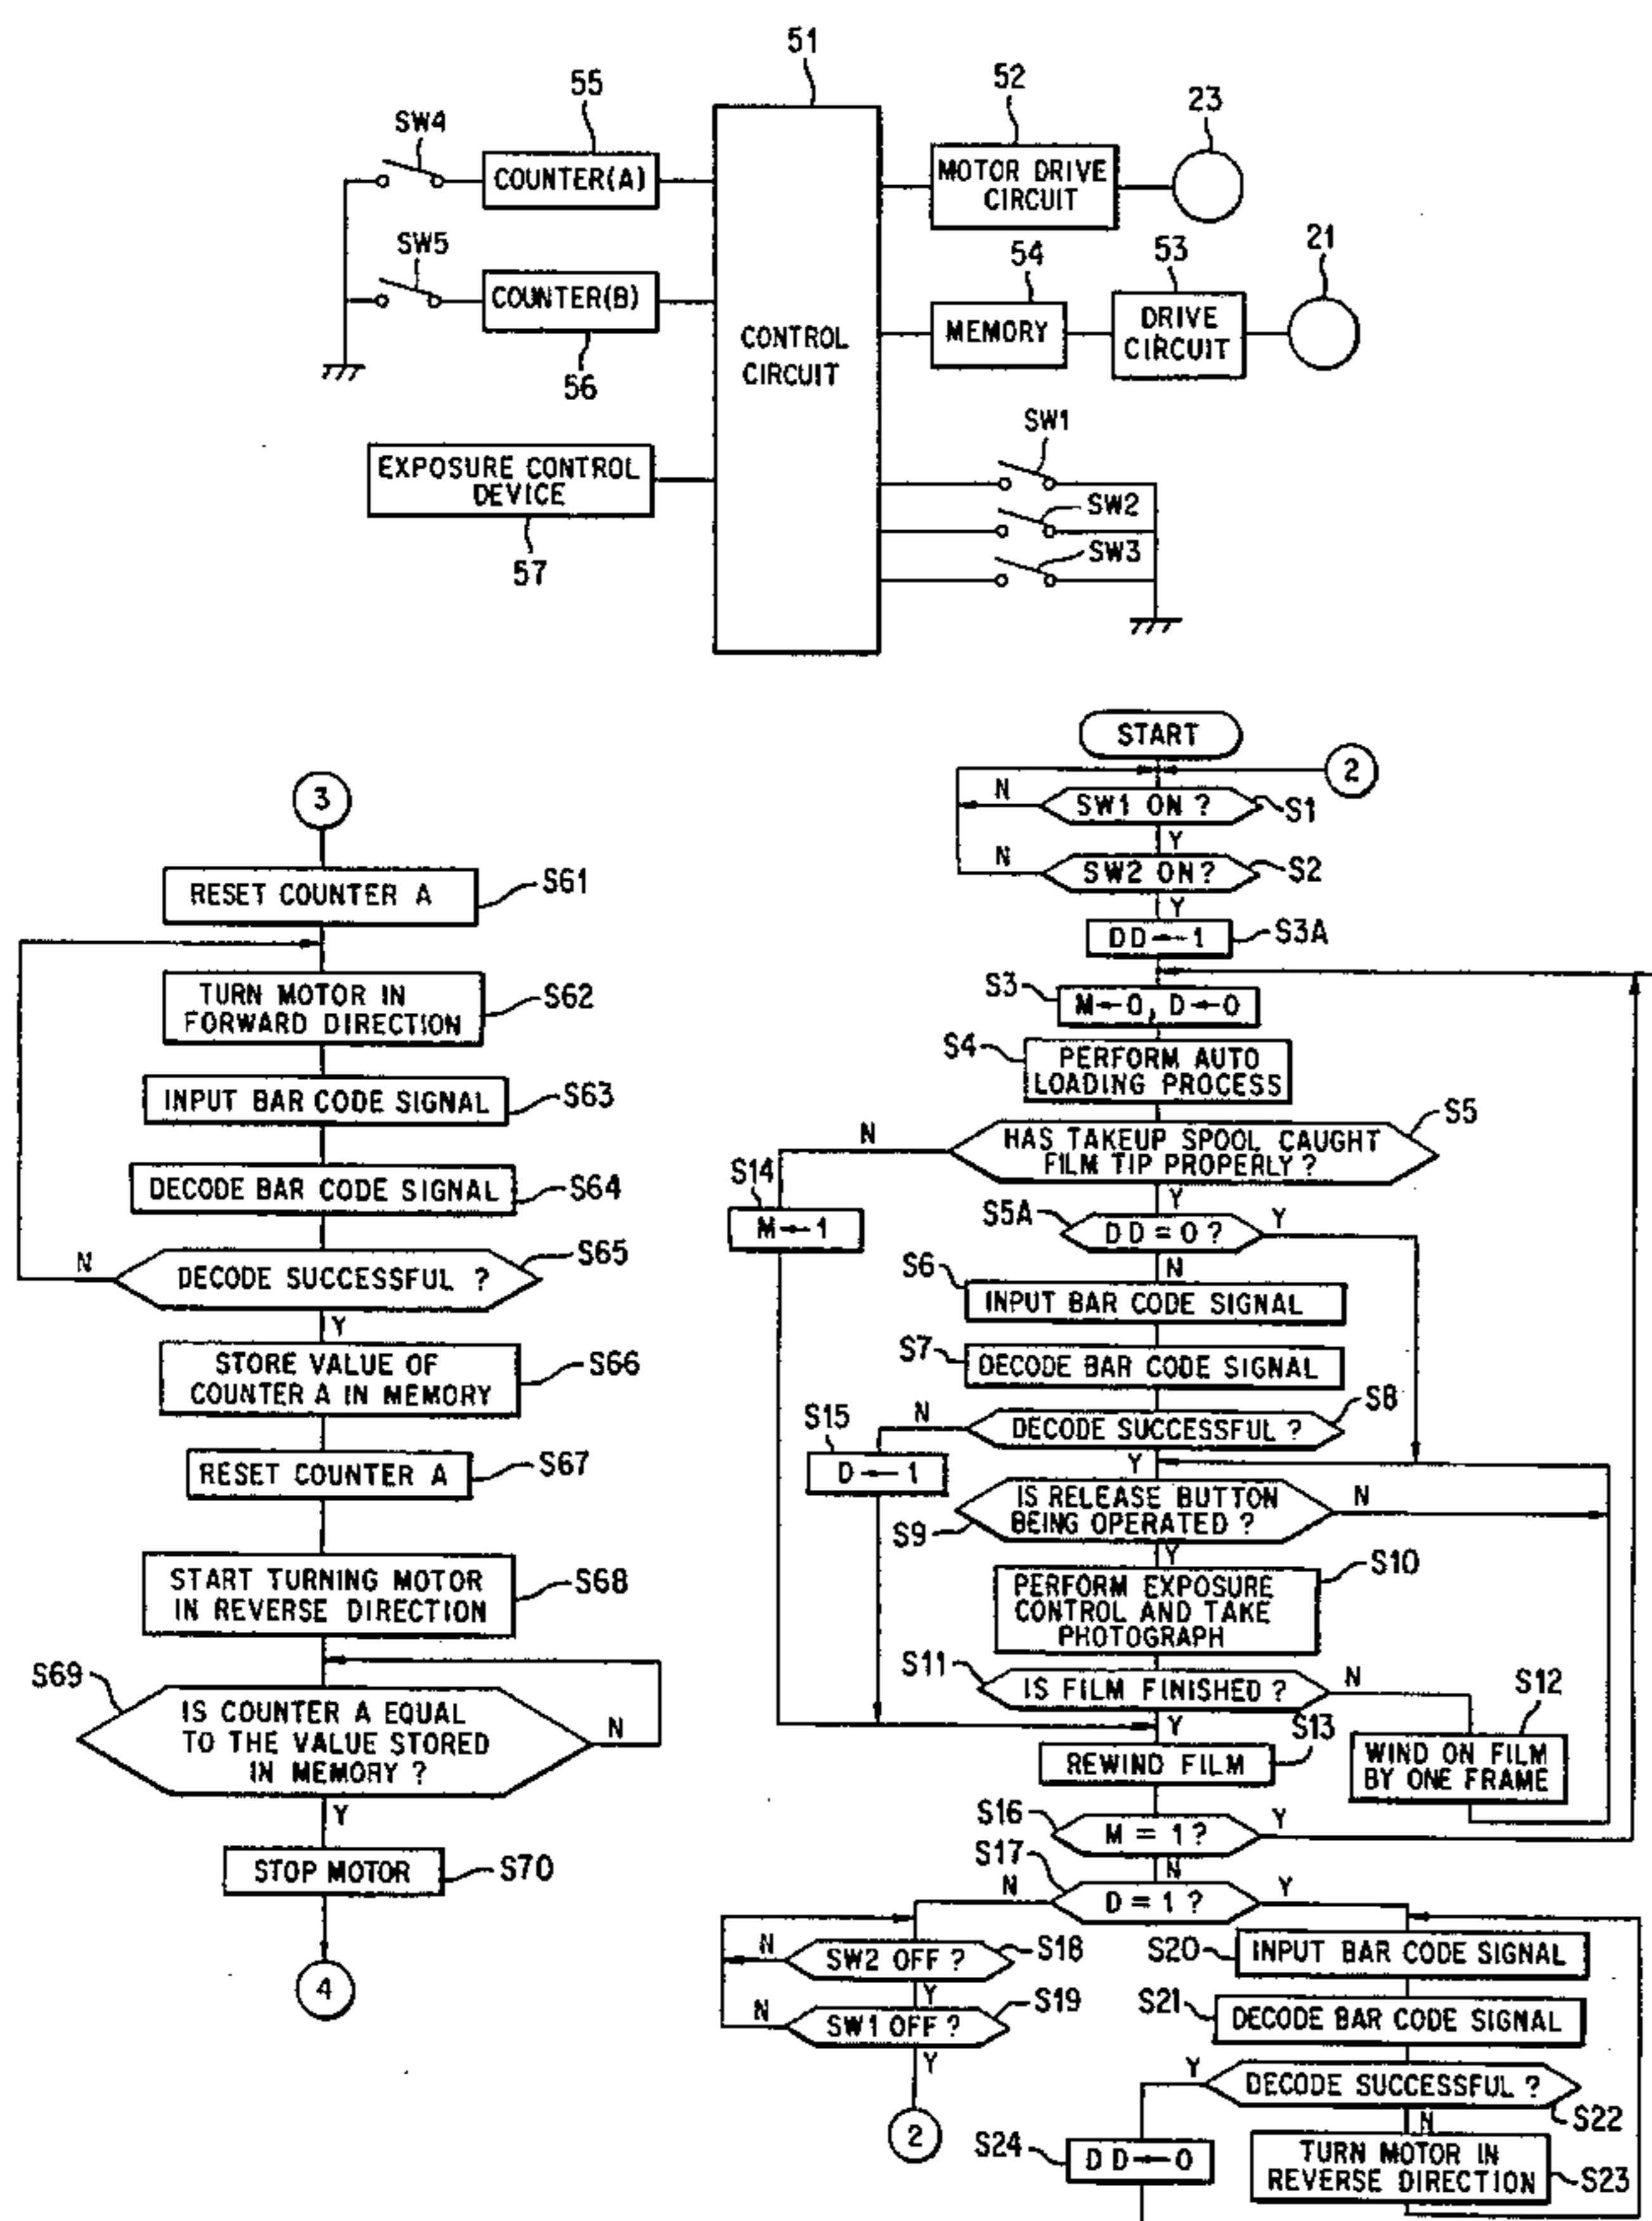 51
55
52
23
SW4
COUNTER(A)
MOTOR DRIVE
CIRCUIT
SW5
54
53
21
COUNTER(B)
MEMORY
DRIVE
CIRCUIT
CONTROL
CIRCUIT
56
SW1
EXPOSURE CONTROL
DEVICE
SW2
SW3
57
3
RESET COUNTER A
S61
TURN MOTOR IN
FORWARD DIRECTION
S62
INPUT BAR CODE SIGNAL
S63
DECODE BAR CODE SIGNAL
S64
N
DECODE SUCCESSFUL ?
S65
Y
STORE VALUE OF
COUNTER A IN MEMORY
S66
RESET COUNTER A
S67
START TURNING MOTOR
IN REVERSE DIRECTION
S68
S69
IS COUNTER A EQUAL
TO THE VALUE STORED
IN MEMORY ?
N
Y
STOP MOTOR
S70
4
START
2
N
SW1 ON ?
S1
Y
N
SW2 ON ?
S2
Y
DD←1
S3A
S3
M←0, D←0
S4
PERFORM AUTO
LOADING PROCESS
S5
N
HAS TAKEUP SPOOL CAUGHT
FILM TIP PROPERLY ?
S14
Y
M←1
S5A
DD = 0 ?
Y
N
S6
INPUT BAR CODE SIGNAL
S7
DECODE BAR CODE SIGNAL
S8
S15
N
DECODE SUCCESSFUL ?
D←1
Y
IS RELEASE BUTTON
BEING OPERATED ?
N
S9
Y
S10
PERFORM EXPOSURE
CONTROL AND TAKE
PHOTOGRAPH
S11
IS FILM FINISHED ?
N
S12
Y
S13
REWIND FILM
WIND ON FILM
BY ONE FRAME
S16
M = 1 ?
Y
S17
N
N
D = 1 ?
Y
N
SW2 OFF ?
S18
S20
INPUT BAR CODE SIGNAL
Y
N
SW1 OFF ?
S19
S21
DECODE BAR CODE SIGNAL
Y
Y
DECODE SUCCESSFUL ?
S22
2
N
S24
DD←0
TURN MOTOR IN
REVERSE DIRECTION
S23